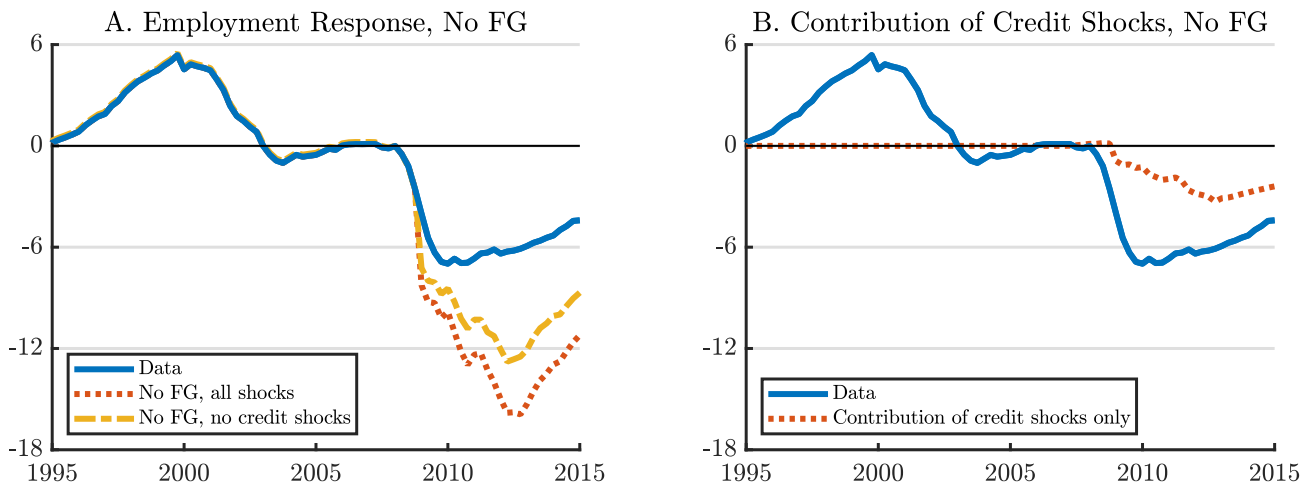 A. Employment Response, No FG
6
0
-6
-12
-18
Data
No FG, all shocks
No FG, no credit shocks
1995 2000 2005 2010 2015
B. Contribution of Credit Shocks, No FG
6
0
-6
-12
-18
Data
Contribution of credit shocks only
1995 2000 2005 2010 2015